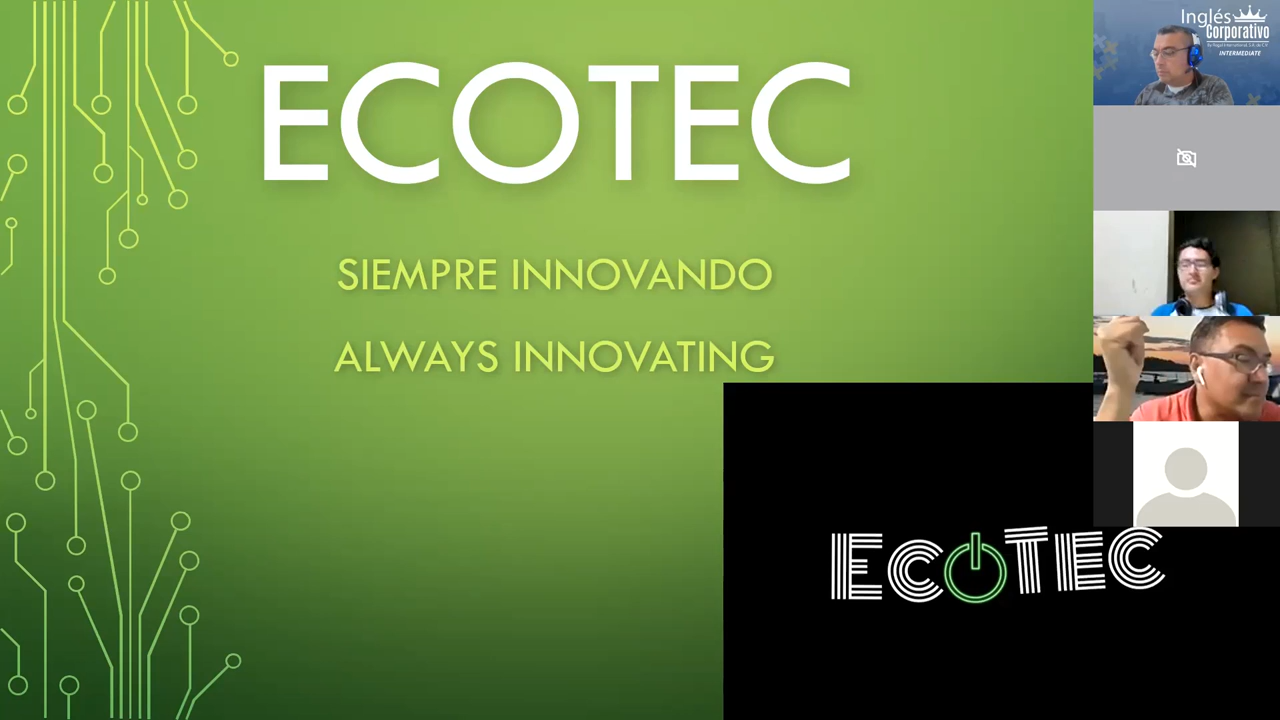 ECOTEC
SIEMPRE INNOVANDO
ALWAYS INNOVATING
ECOTEC
Inglés
Corporativo
INTERMEDIATE